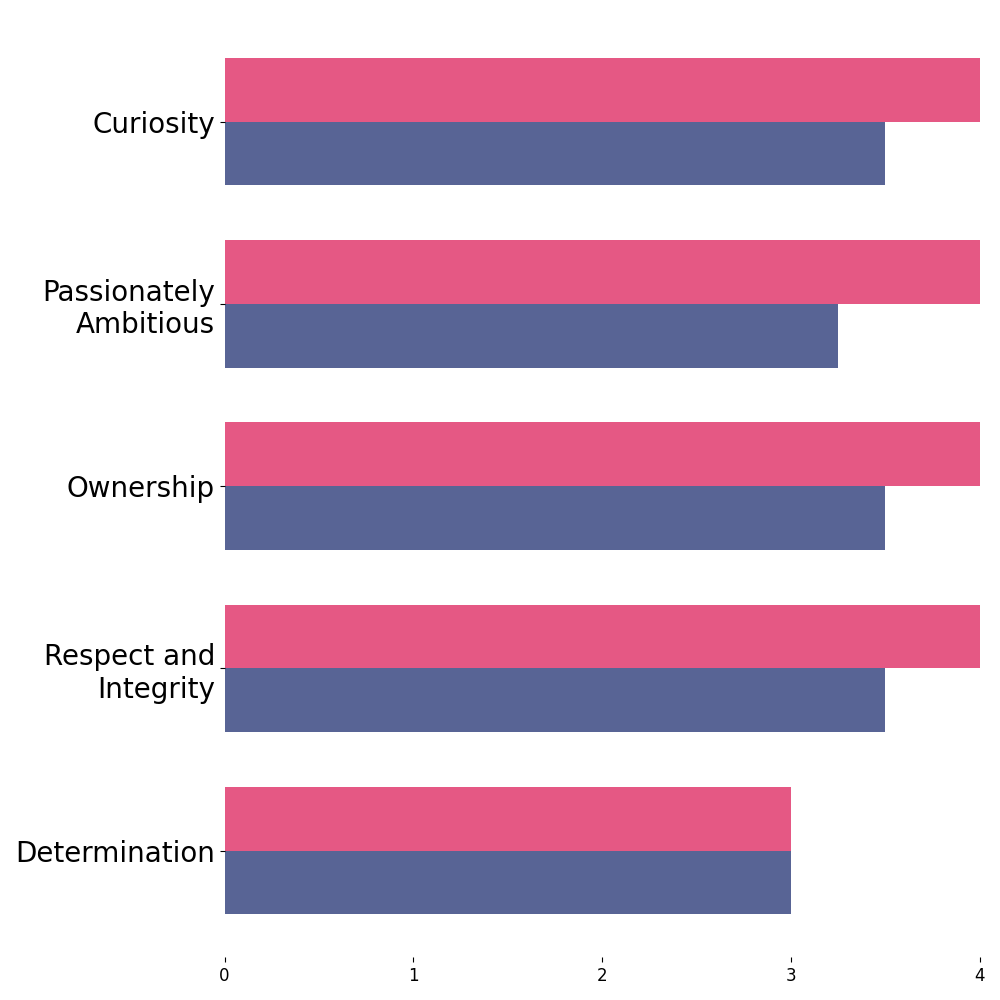 Curiosity
Passionately
Ambitious
Ownership
Respect and
Integrity
Determination
0 1 2 3 4